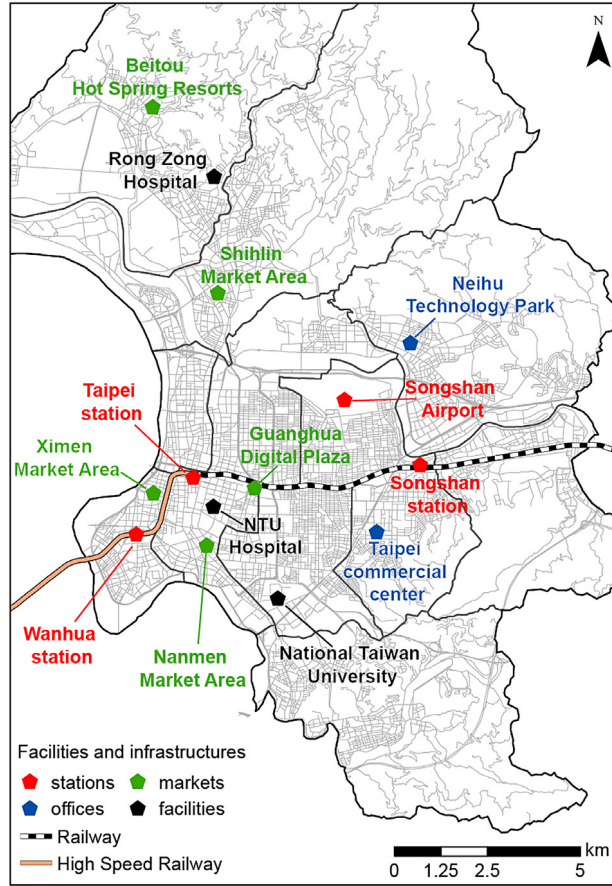 N
Beitou
Hot Spring Resorts
Rong Zong
Hospital
Shihlin
Market Area
Neihu
Technology Park
Taipei
station
Songshan
Airport
Ximen
Market Area
Guanghua
Digital Plaza
Songshan
station
NTU
Hospital
Taipei
commercial
center
Wanhua
station
Nanmen
Market Area
National Taiwan
University
Facilities and infrastructures
stations
markets
offices
facilities
Railway
High Speed Railway
km
0 1.25 2.5 5